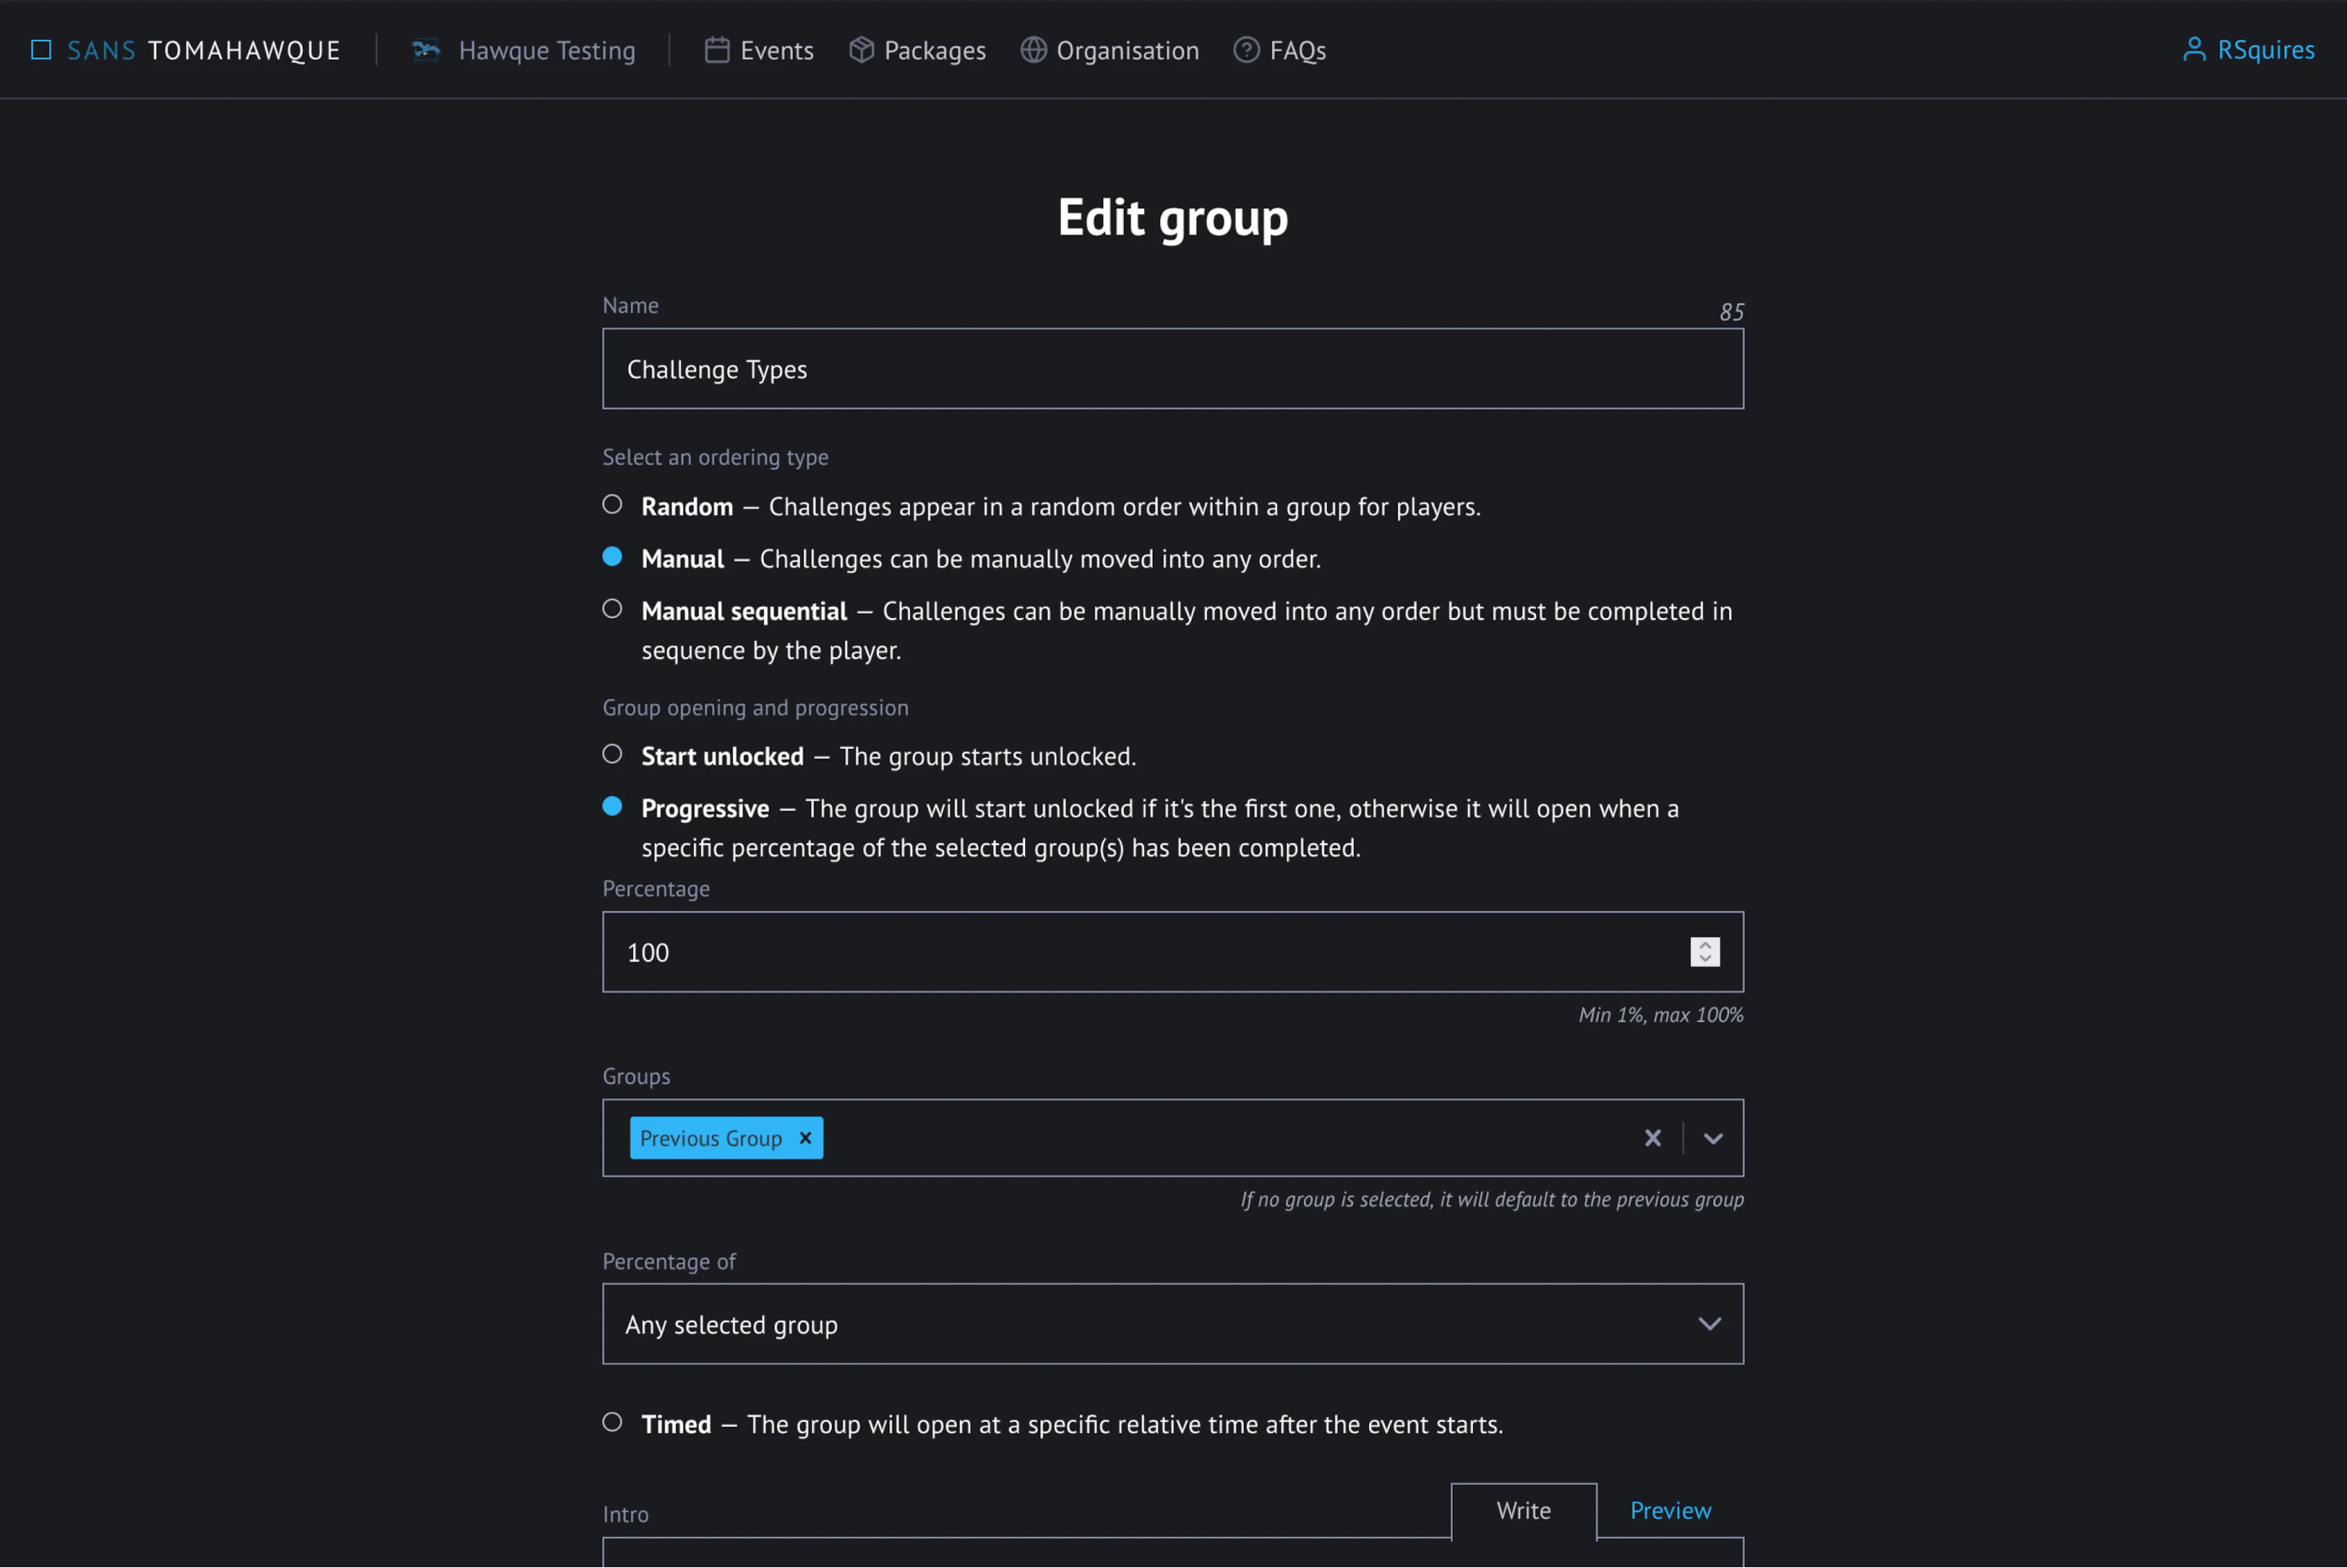 SANS TOMAHAWQUE Hawque Testing Events Packages Organisation FAQs RSquires
Edit group
Name 85
Challenge Types
Select an ordering type
Random — Challenges appear in a random order within a group for players.
Manual — Challenges can be manually moved into any order.
Manual sequential — Challenges can be manually moved into any order but must be completed in
sequence by the player.
Group opening and progression
Start unlocked — The group starts unlocked.
Progressive — The group will start unlocked if it's the first one, otherwise it will open when a
specific percentage of the selected group(s) has been completed.
Percentage
100
Min 1%, max 100%
Groups
Previous Group
If no group is selected, it will default to the previous group
Percentage of
Any selected group
Timed — The group will open at a specific relative time after the event starts.
Intro Write Preview